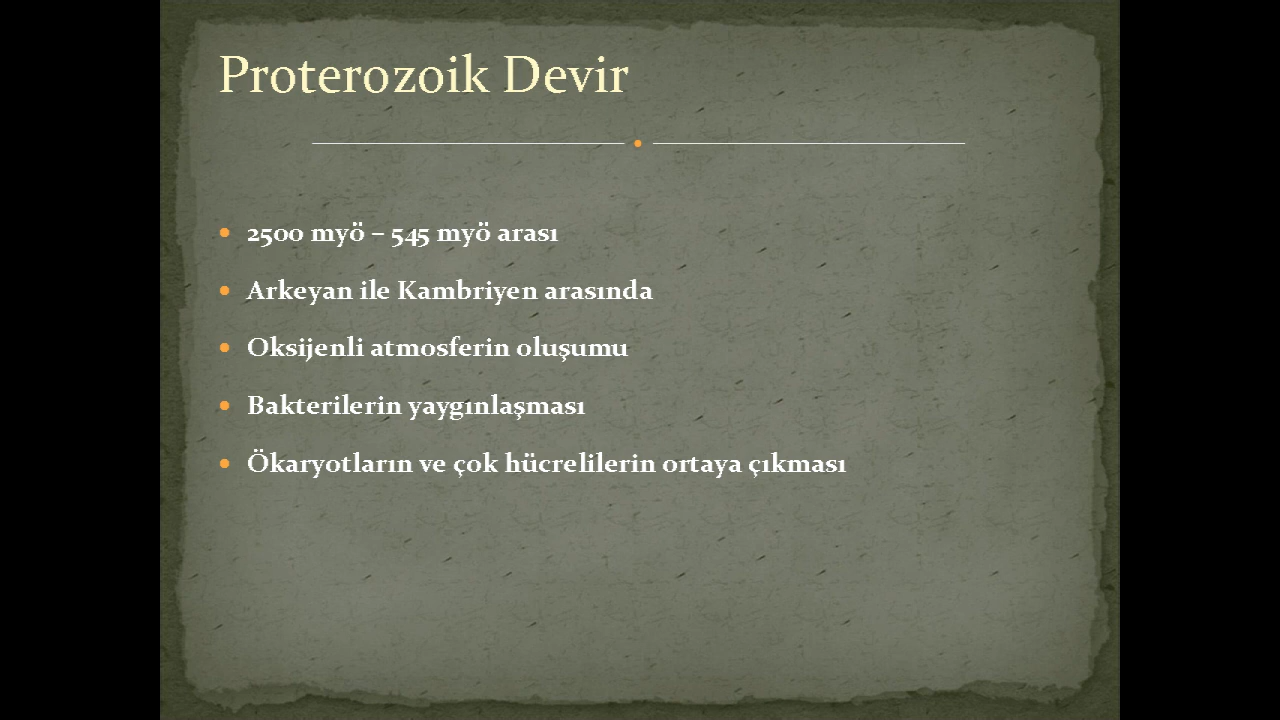 Proterozoik Devir
• 2500 myö – 545 myö arası
• Arkeyan ile Kambriyen arasında
• Oksijenli atmosferin oluşumu
• Bakterilerin yaygınlaşması
• Ökaryotların ve çok hücrelilerin ortaya çıkması